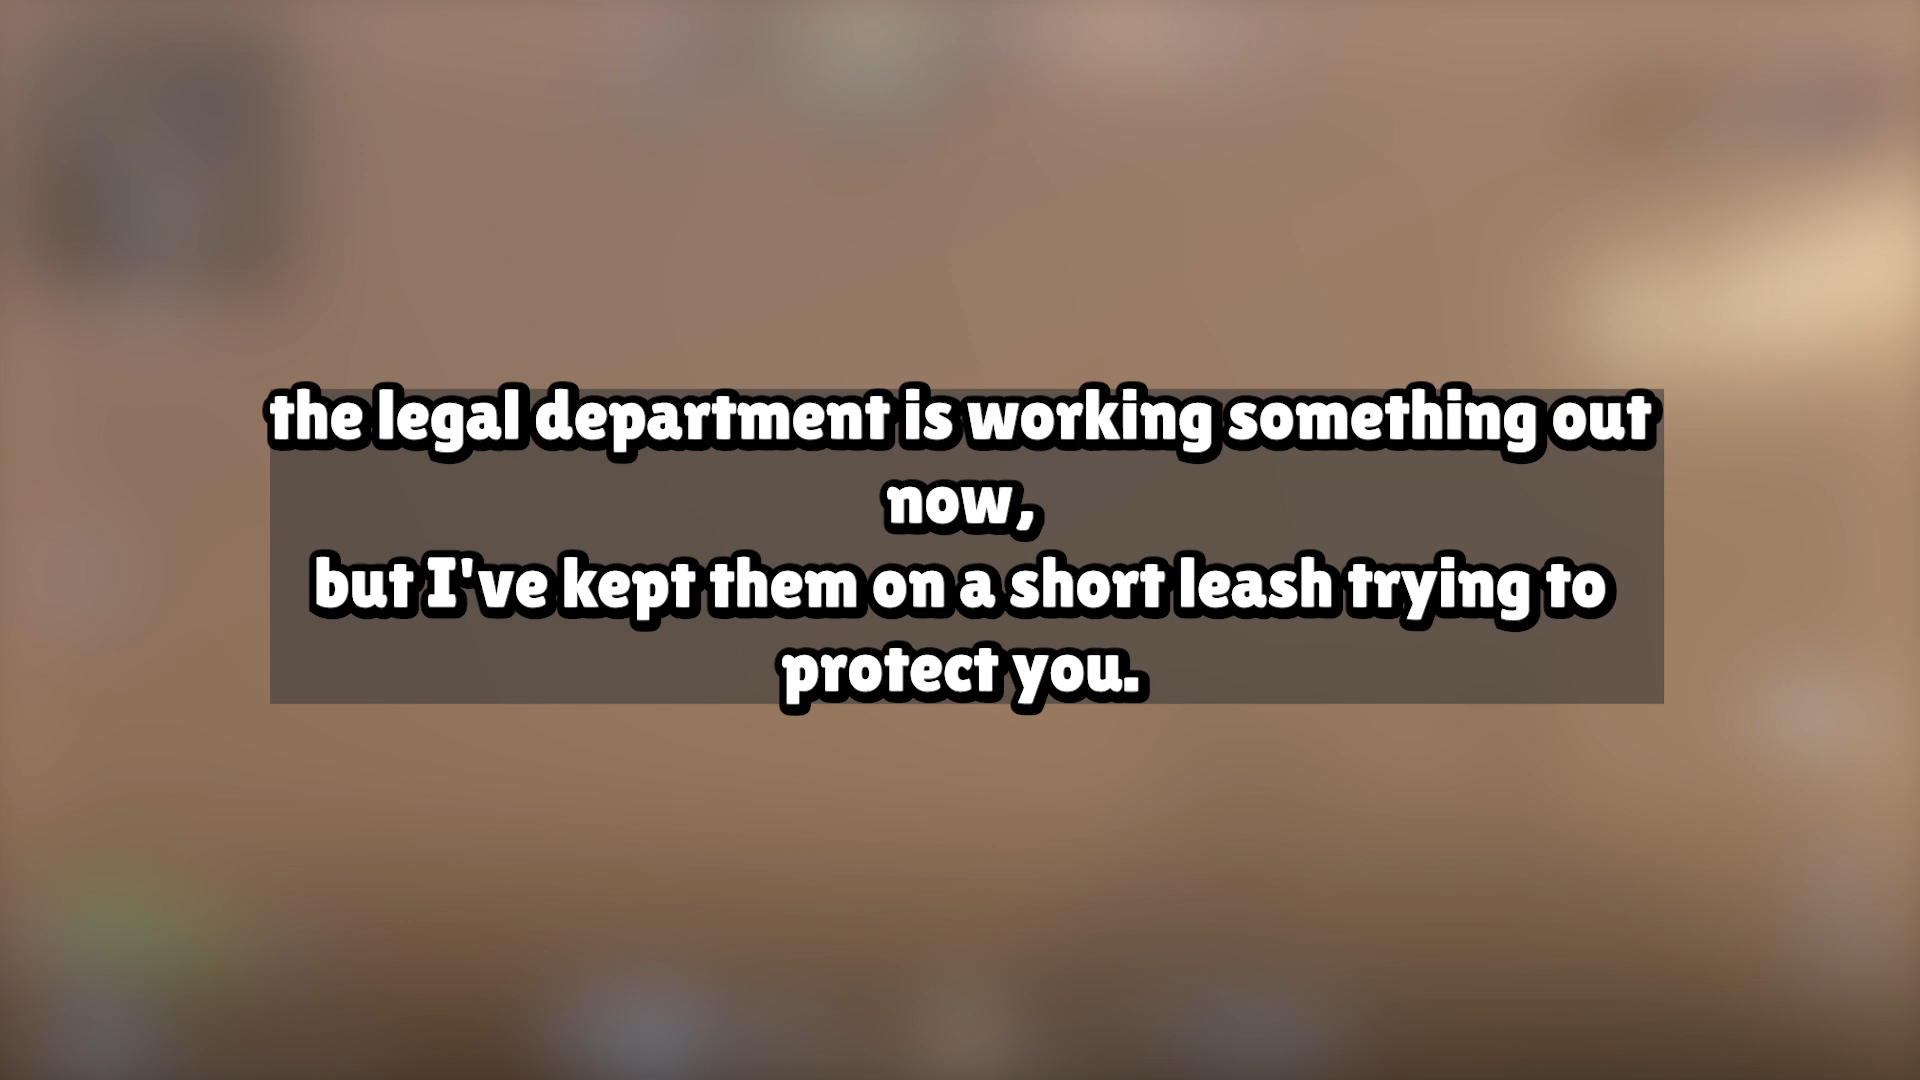 the legal department is working something out
now,
but I've kept them on a short leash trying to
protect you.